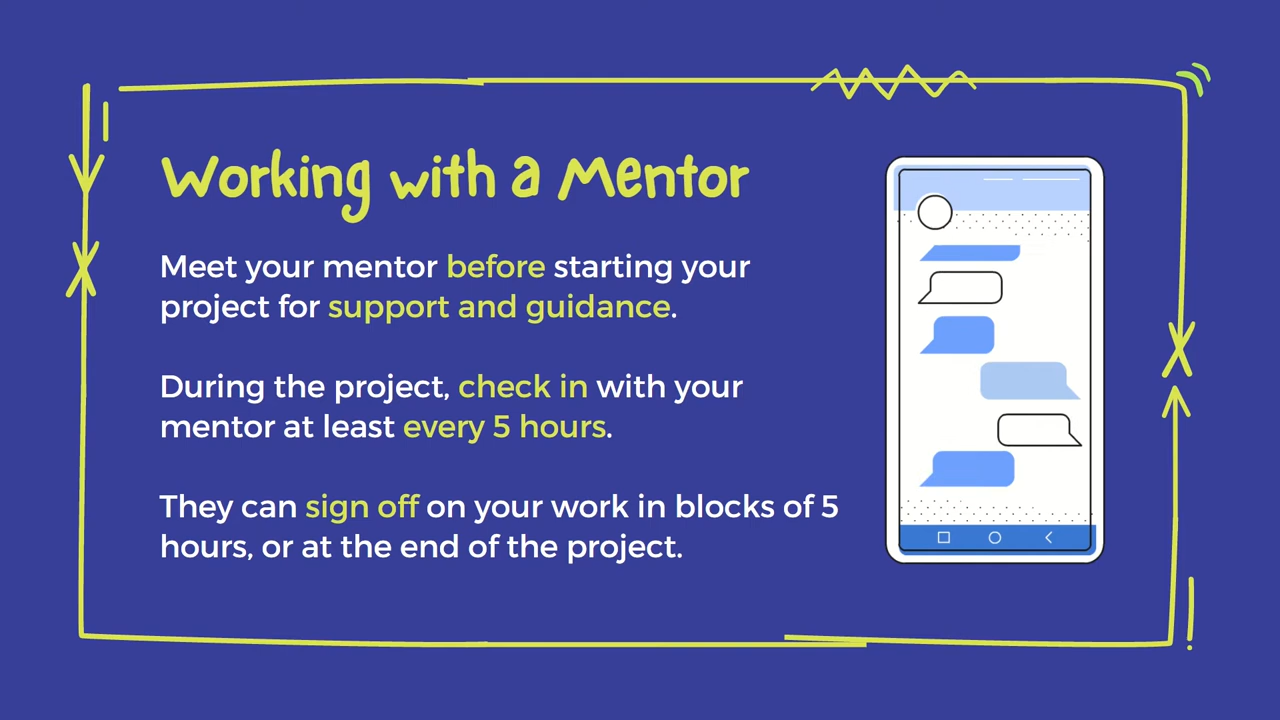 Working with a Mentor
Meet your mentor before starting your
project for support and guidance.
During the project, check in with your
mentor at least every 5 hours.
They can sign off on your work in blocks of 5
hours, or at the end of the project.